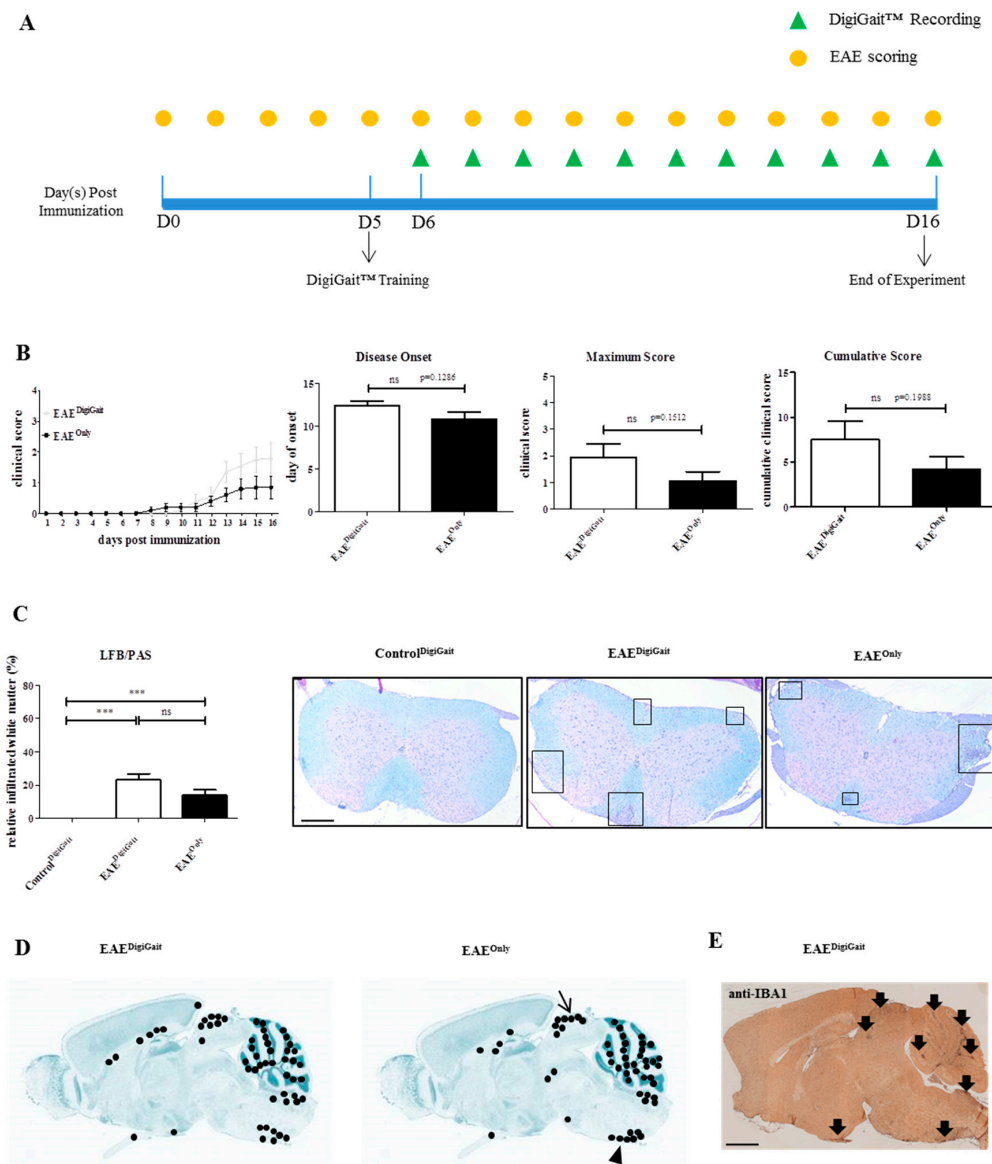 A
DigiGait™ Recording
EAE scoring
Day(s) Post
Immunization
D0
D5
D6
D16
DigiGait™ Training
End of Experiment
B
clinical score
4
3
2
1
0
EAE^DigiGait
EAE^Only
1 2 3 4 5 6 7 8 9 10 11 12 13 14 15 16
days post immunization
Disease Onset
day of onset
15
10
5
0
ns p=0.1286
EAE^DigiGait
EAE^Only
Maximum Score
clinical score
5
4
3
2
1
0
ns p=0.1512
EAE^DigiGait
EAE^Only
Cumulative Score
cumulative clinical score
15
10
5
0
ns p=0.1988
EAE^DigiGait
EAE^Only
C
LFB/PAS
relative infiltrated white matter (%)
80
60
40
20
0
***
*** ns
Control^DigiGait
EAE^DigiGait
EAE^Only
Control^DigiGait
EAE^DigiGait
EAE^Only
D
EAE^DigiGait
EAE^Only
E
EAE^DigiGait
anti-IBA1